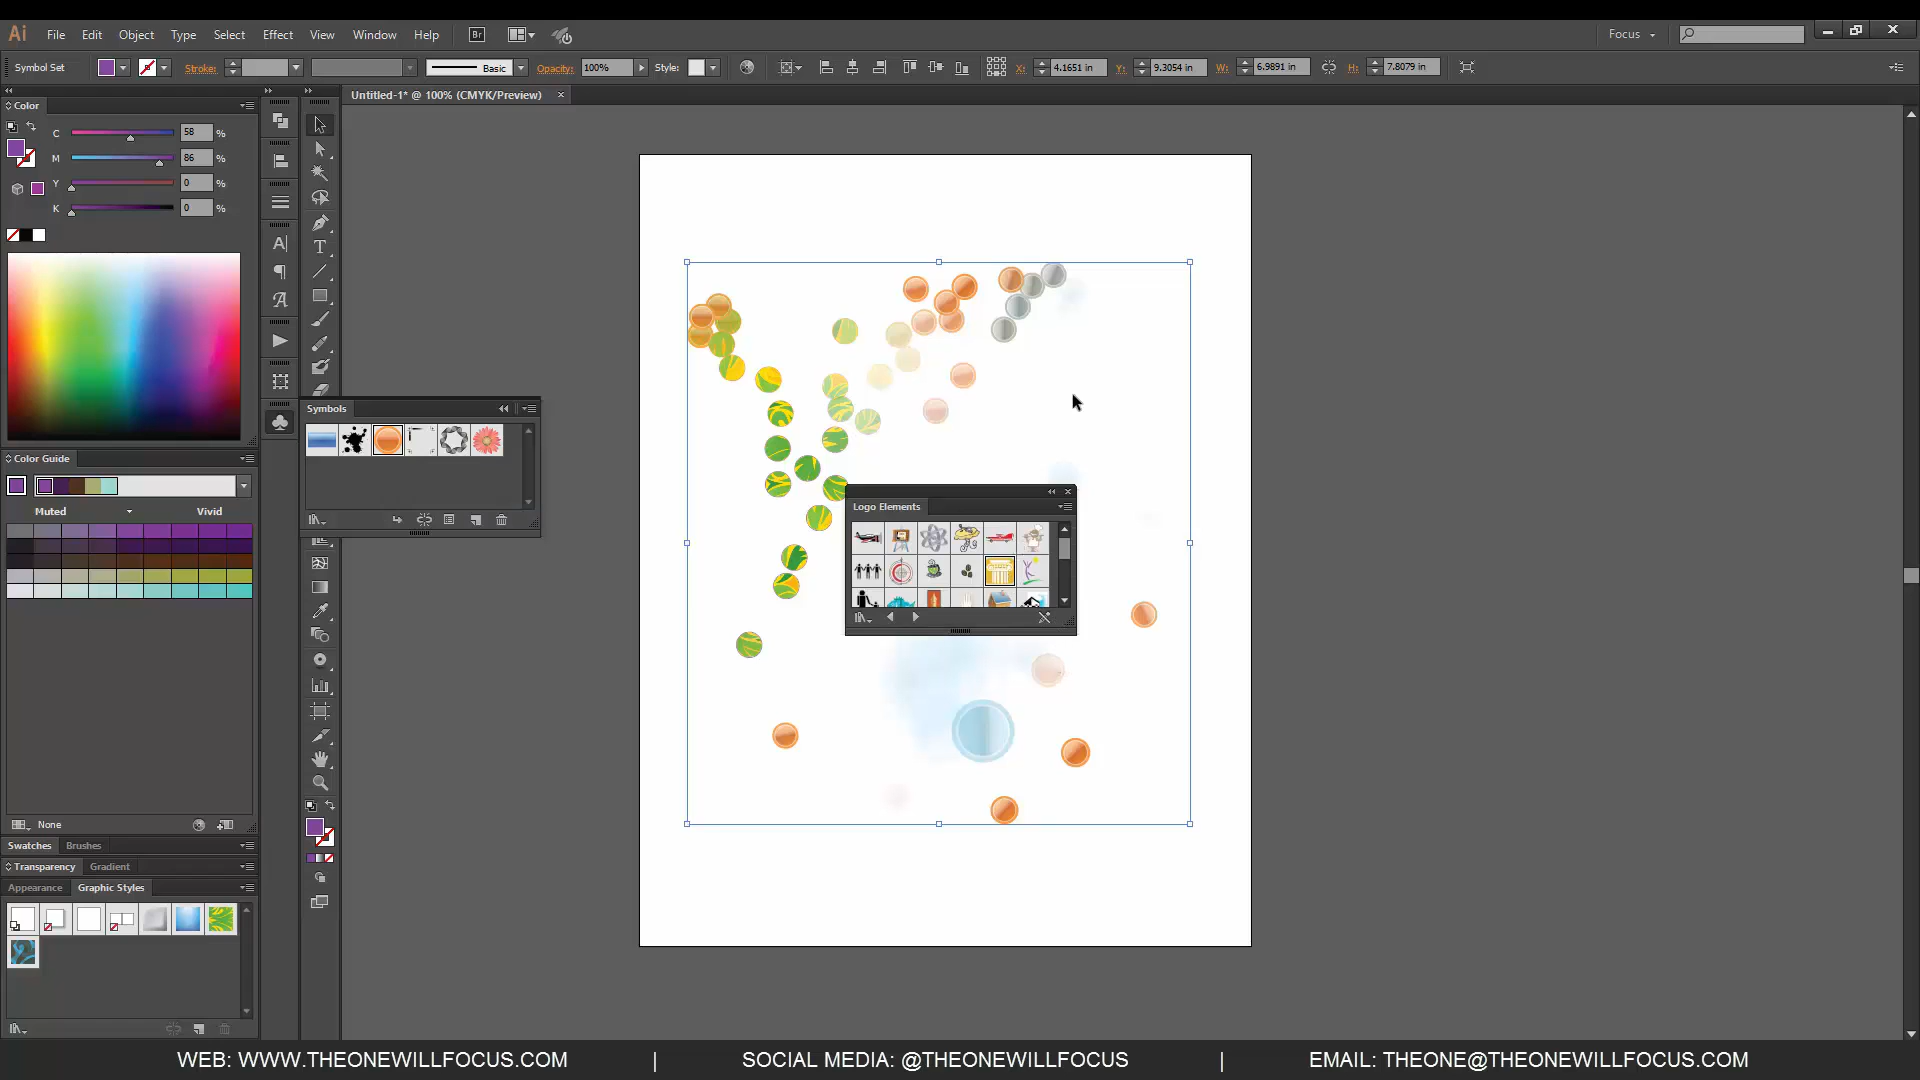 Ai File Edit Object Type Select Effect View Window Help Br Focus
Symbol Set Stroke: Basic Opacity: 100% Style: X: 4.1651 in Y: 9.3054 in W: 6.9891 in H: 7.8079 in
Untitled-1* @ 100% (CMYK/Preview)
Color
C 58 %
M 86 %
Y 0 %
K 0 %
Symbols
Color Guide
Muted Vivid
Logo Elements
None
Swatches Brushes
Transparency Gradient
Appearance Graphic Styles
WEB: WWW.THEONEWILLFOCUS.COM | SOCIAL MEDIA: @THEONEWILLFOCUS | EMAIL: THEONE@THEONEWILLFOCUS.COM